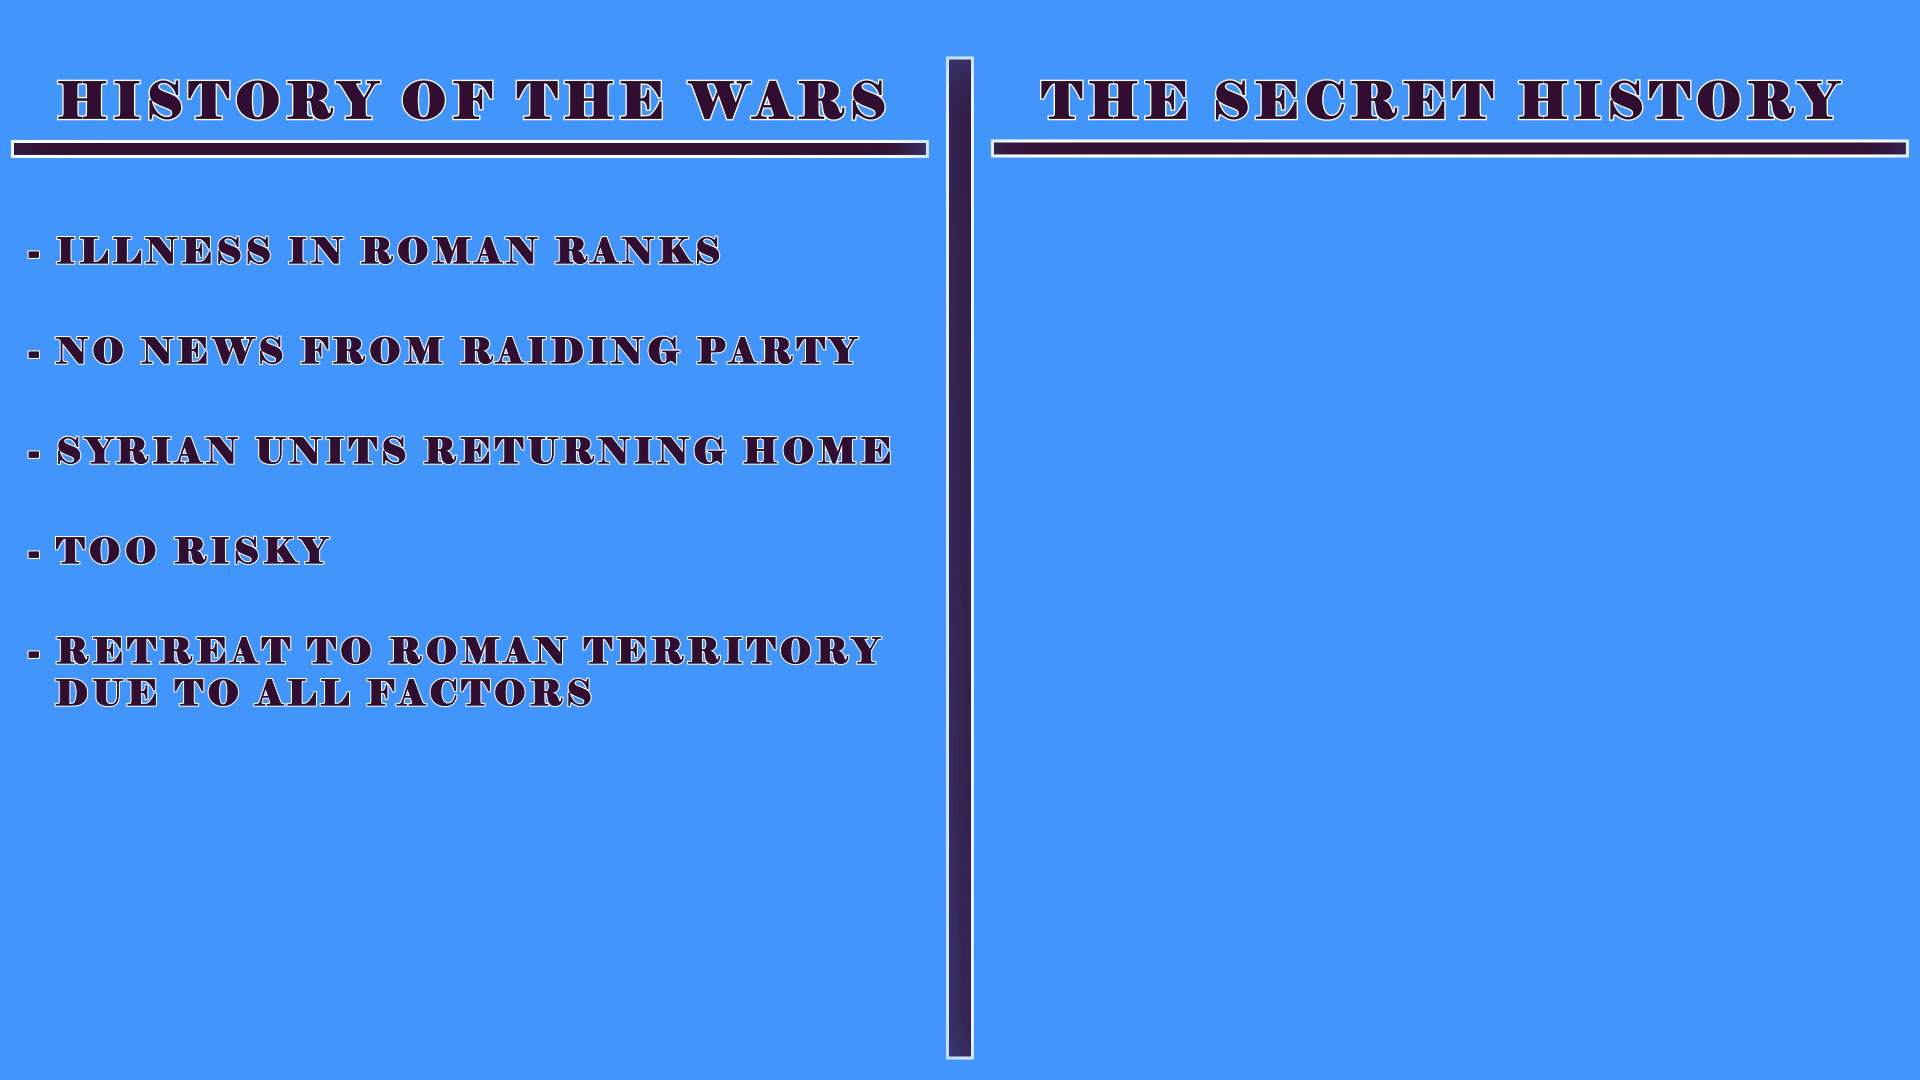 HISTORY OF THE WARS
- ILLNESS IN ROMAN RANKS
- NO NEWS FROM RAIDING PARTY
- SYRIAN UNITS RETURNING HOME
- TOO RISKY
- RETREAT TO ROMAN TERRITORY
DUE TO ALL FACTORS
THE SECRET HISTORY